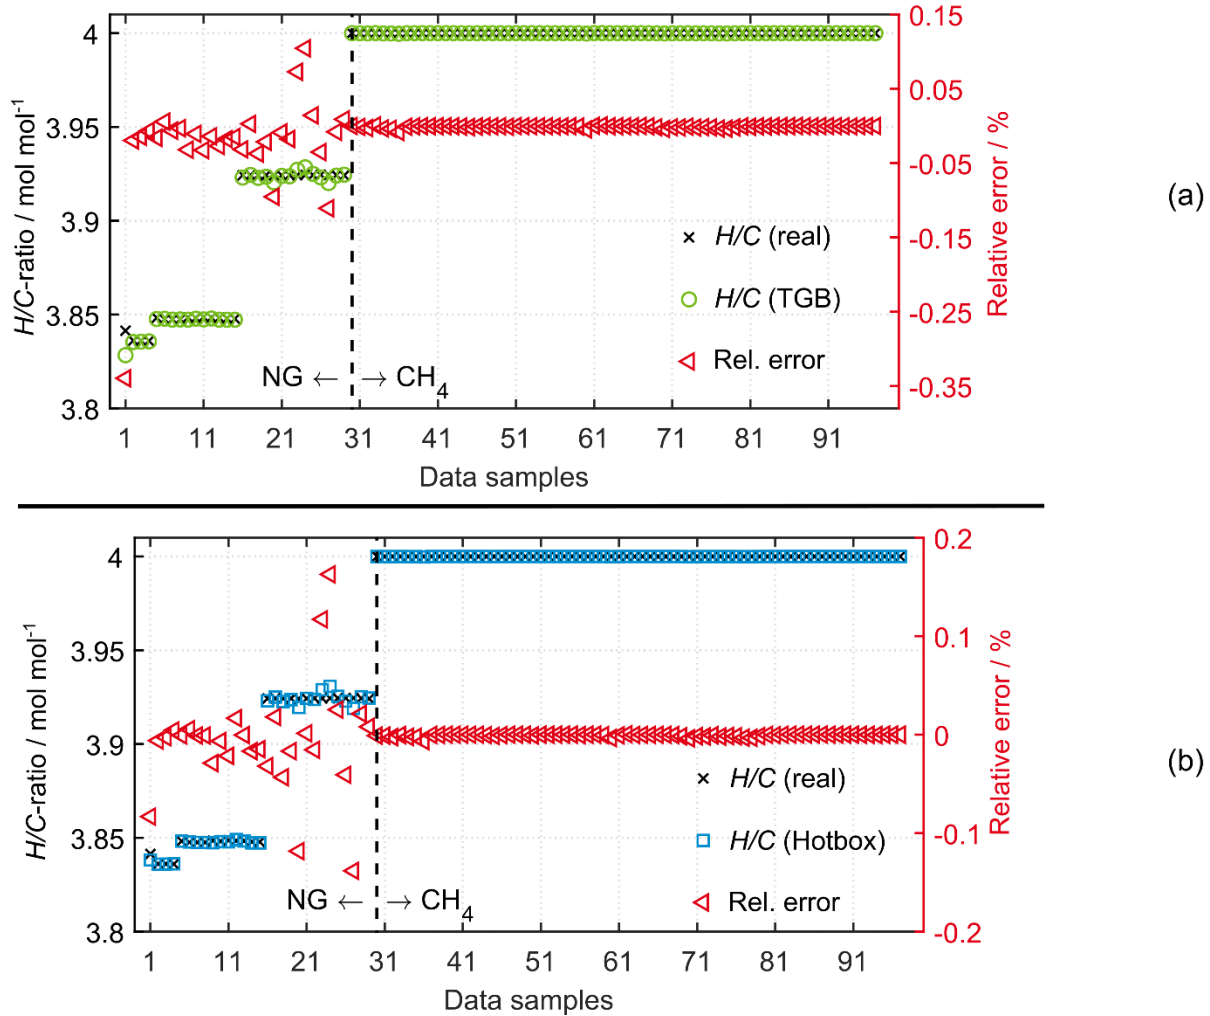 4
3.95
3.9
3.85
3.8
H/C-ratio / mol mol⁻¹
0.15
0.05
-0.05
-0.15
-0.25
-0.35
Relative error / %
H/C (real)
H/C (TGB)
Rel. error
NG ← → CH₄
1 11 21 31 41 51 61 71 81 91
Data samples
(a)
4
3.95
3.9
3.85
3.8
H/C-ratio / mol mol⁻¹
0.2
0.1
0
-0.1
-0.2
Relative error / %
H/C (real)
H/C (Hotbox)
Rel. error
NG ← → CH₄
1 11 21 31 41 51 61 71 81 91
Data samples
(b)